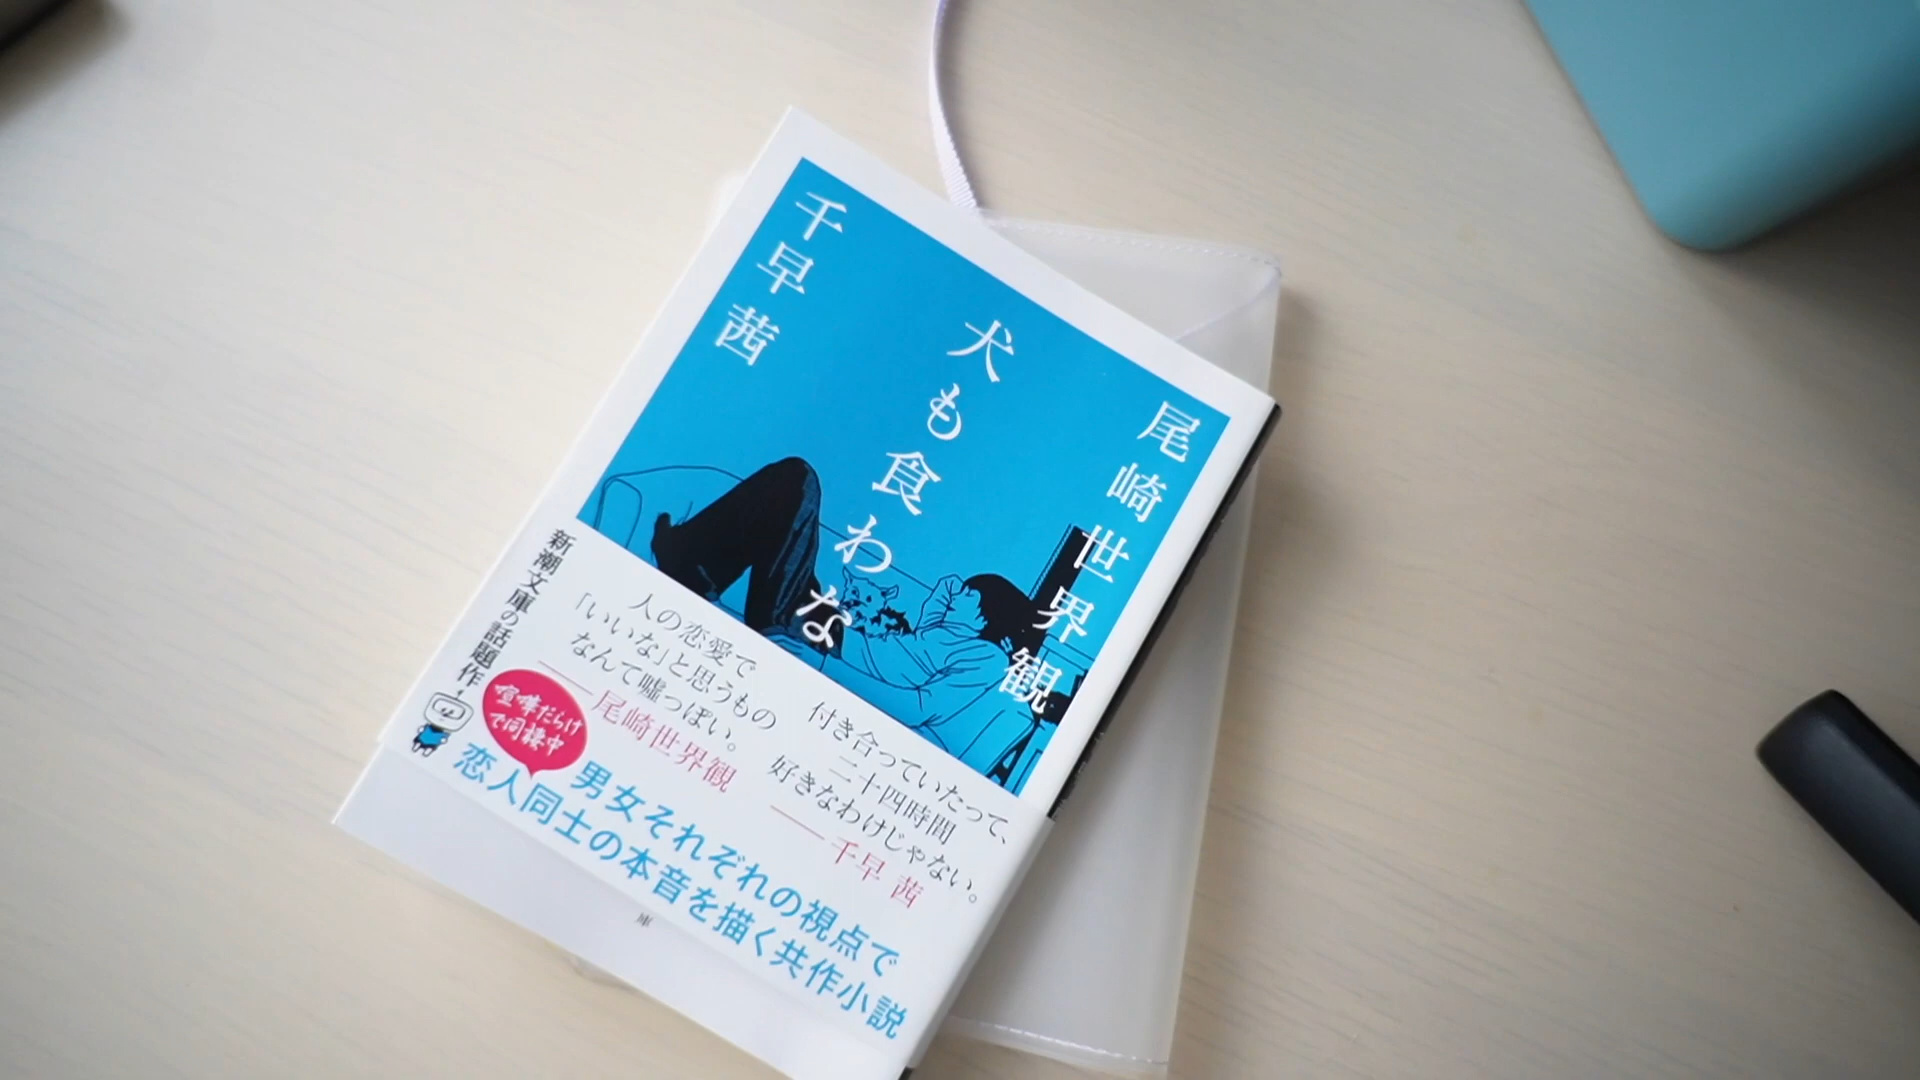 尾崎世界観
犬も食わない
千早茜
新潮文庫の話題作!
人の恋愛で
「いいな」と思うもの
なんて嘘っぽい。
──尾崎世界観
付き合っていたって、
二十四時間
好きなわけじゃない。
──千早 茜
喧嘩だらけ
で同棲中
男女それぞれの視点で
恋人同士の本音を描く共作小説
庫